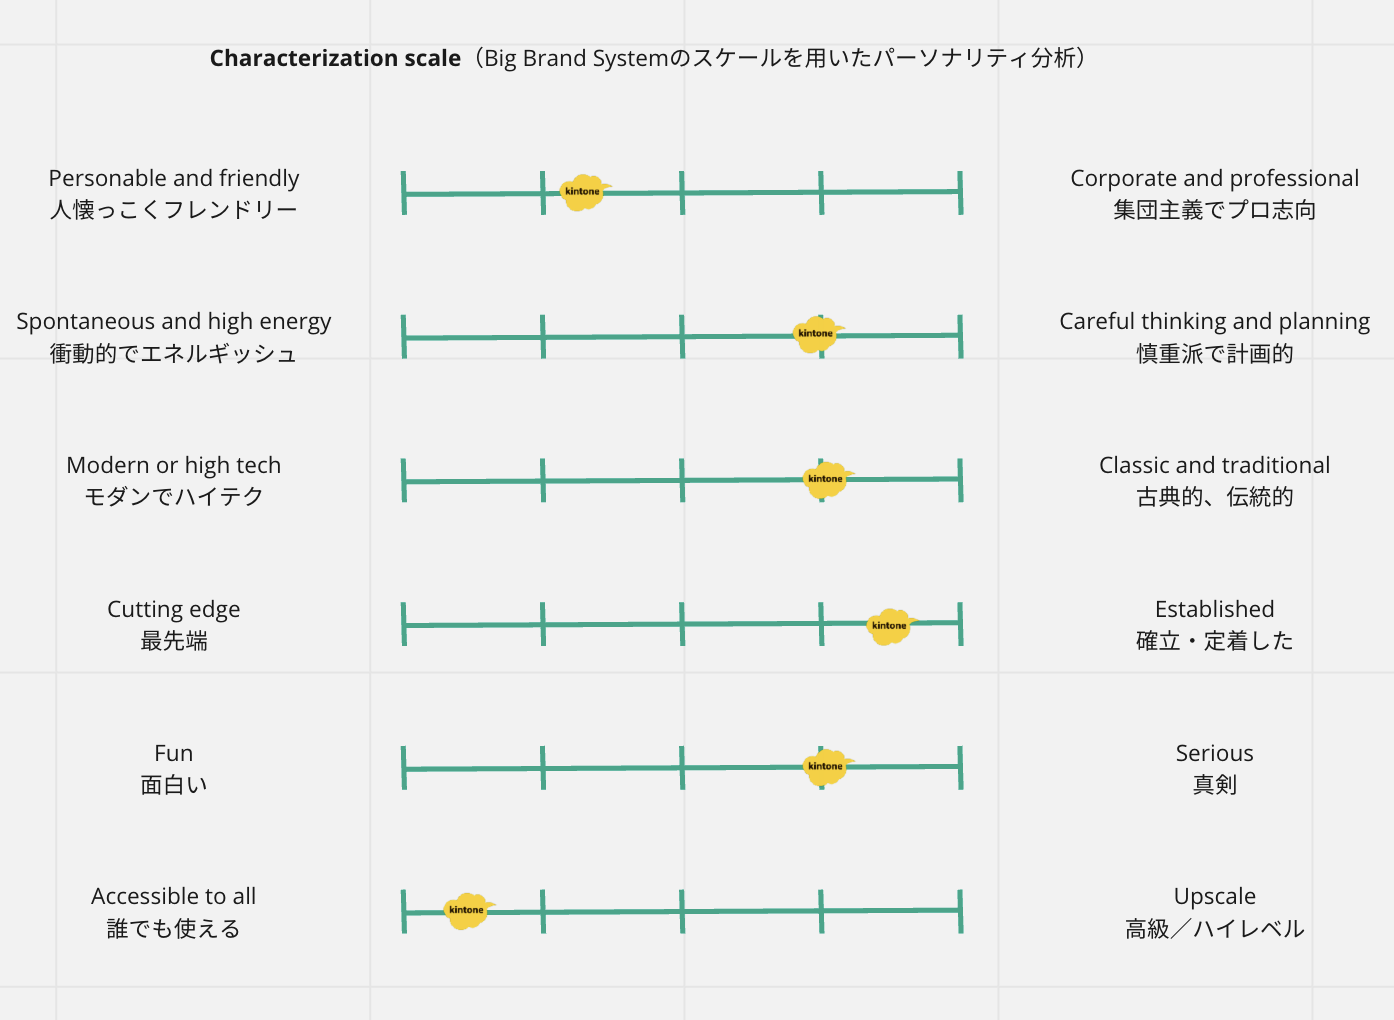 Characterization scale（Big Brand Systemのスケールを用いたパーソナリティ分析）
Personable and friendly
人懐っこくフレンドリー
kintone
Corporate and professional
集団主義でプロ志向
Spontaneous and high energy
衝動的でエネルギッシュ
kintone
Careful thinking and planning
慎重派で計画的
Modern or high tech
モダンでハイテク
kintone
Classic and traditional
古典的、伝統的
Cutting edge
最先端
kintone
Established
確立・定着した
Fun
面白い
kintone
Serious
真剣
Accessible to all
誰でも使える
kintone
Upscale
高級／ハイレベル